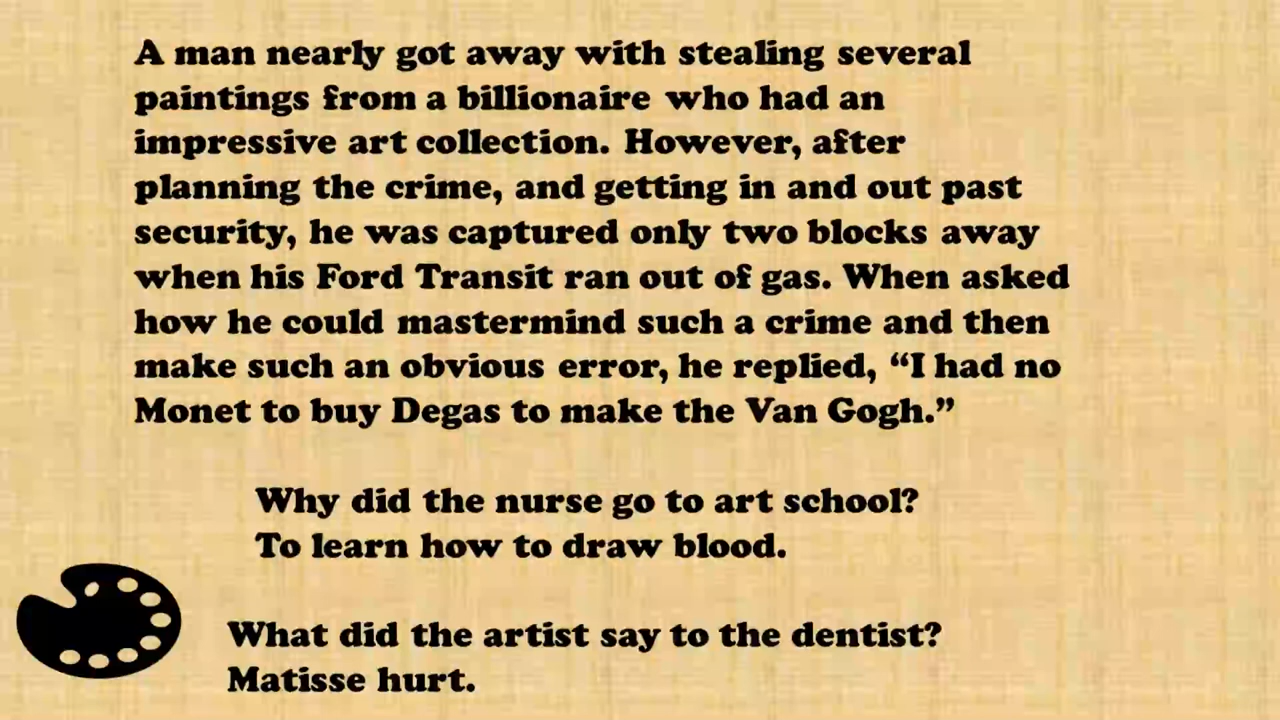 A man nearly got away with stealing several
paintings from a billionaire who had an
impressive art collection. However, after
planning the crime, and getting in and out past
security, he was captured only two blocks away
when his Ford Transit ran out of gas. When asked
how he could mastermind such a crime and then
make such an obvious error, he replied, “I had no
Monet to buy Degas to make the Van Gogh.”
Why did the nurse go to art school?
To learn how to draw blood.
What did the artist say to the dentist?
Matisse hurt.